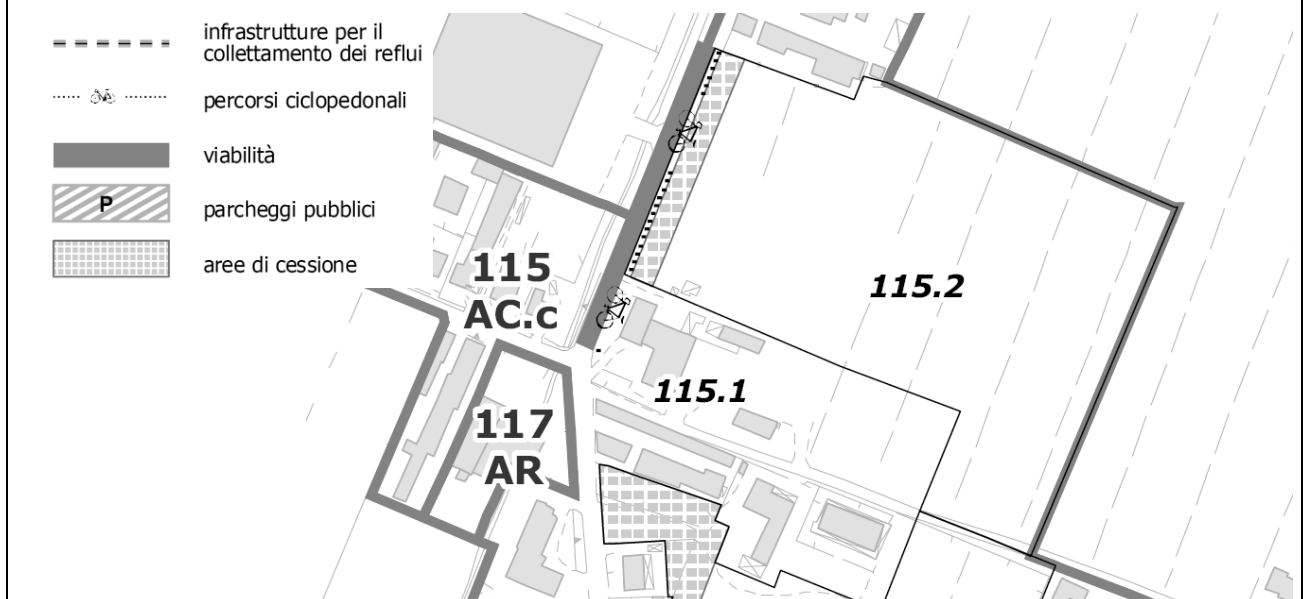 infrastrutture per il
collettamento dei reflui
percorsi ciclopedonali
viabilità
P
parcheggi pubblici
aree di cessione
115
AC.c
115.2
115.1
117
AR